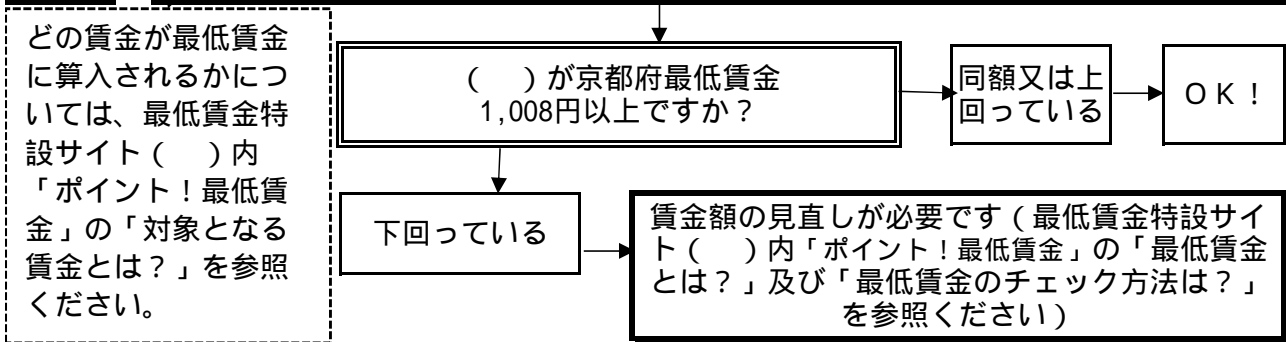 どの賃金が最低賃金
に算入されるかにつ
いては、最低賃金特
設サイト(　)内
「ポイント!最低賃
金」の「対象となる
賃金とは?」を参照
ください。
(　)が京都府最低賃金
1,008円以上ですか?
同額又は上
回っている
OK!
下回っている
賃金額の見直しが必要です(最低賃金特設サイ
ト(　)内「ポイント!最低賃金」の「最低賃金
とは?」及び「最低賃金のチェック方法は?」
を参照ください)